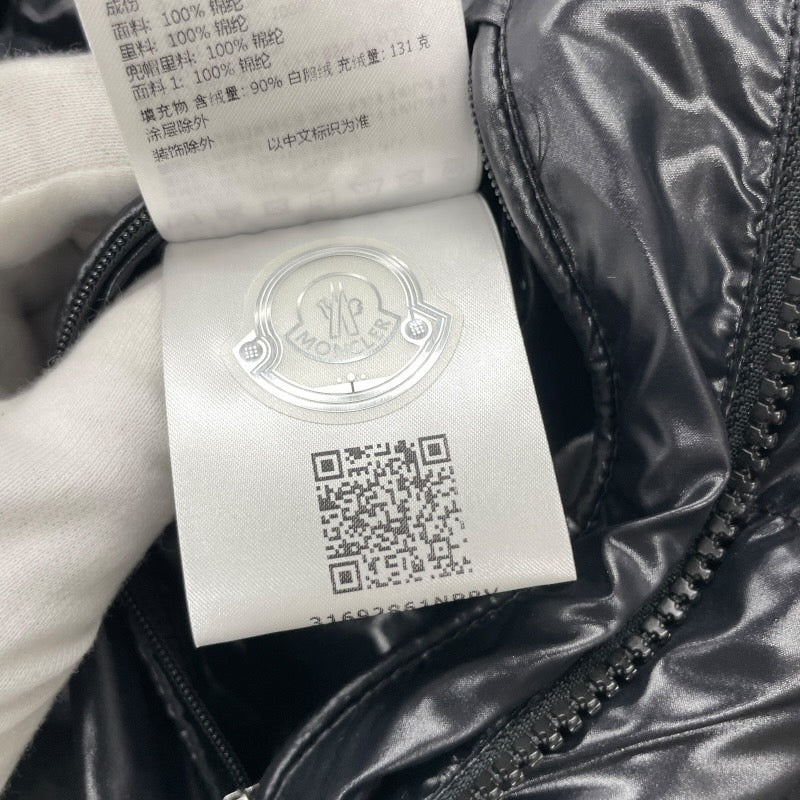 成份
面料: 100% 锦纶
里料: 100% 锦纶
兜帽里料: 100% 锦纶
面料 1: 100% 锦纶
填充物 含绒量: 90% 白鸭绒 充绒量: 131 克
涂层除外
装饰除外 以中文标识为准
MONCLER